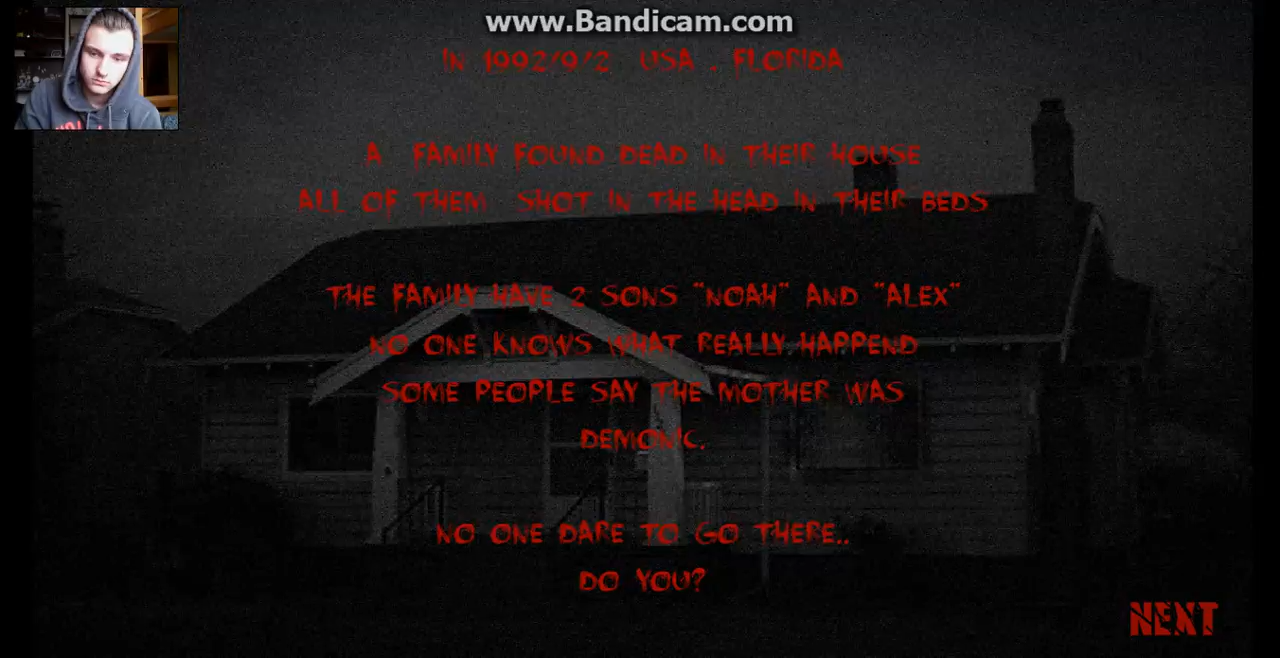 www.Bandicam.com
IN 1992/9/2 USA . FLORIDA
A FAMILY FOUND DEAD IN THEIR HOUSE
ALL OF THEM SHOT IN THE HEAD IN THEIR BEDS
THE FAMILY HAVE 2 SONS "NOAH" AND "ALEX"
NO ONE KNOWS WHAT REALLY HAPPEND
SOME PEOPLE SAY THE MOTHER WAS
DEMONIC.
NO ONE DARE TO GO THERE..
DO YOU?
NEXT